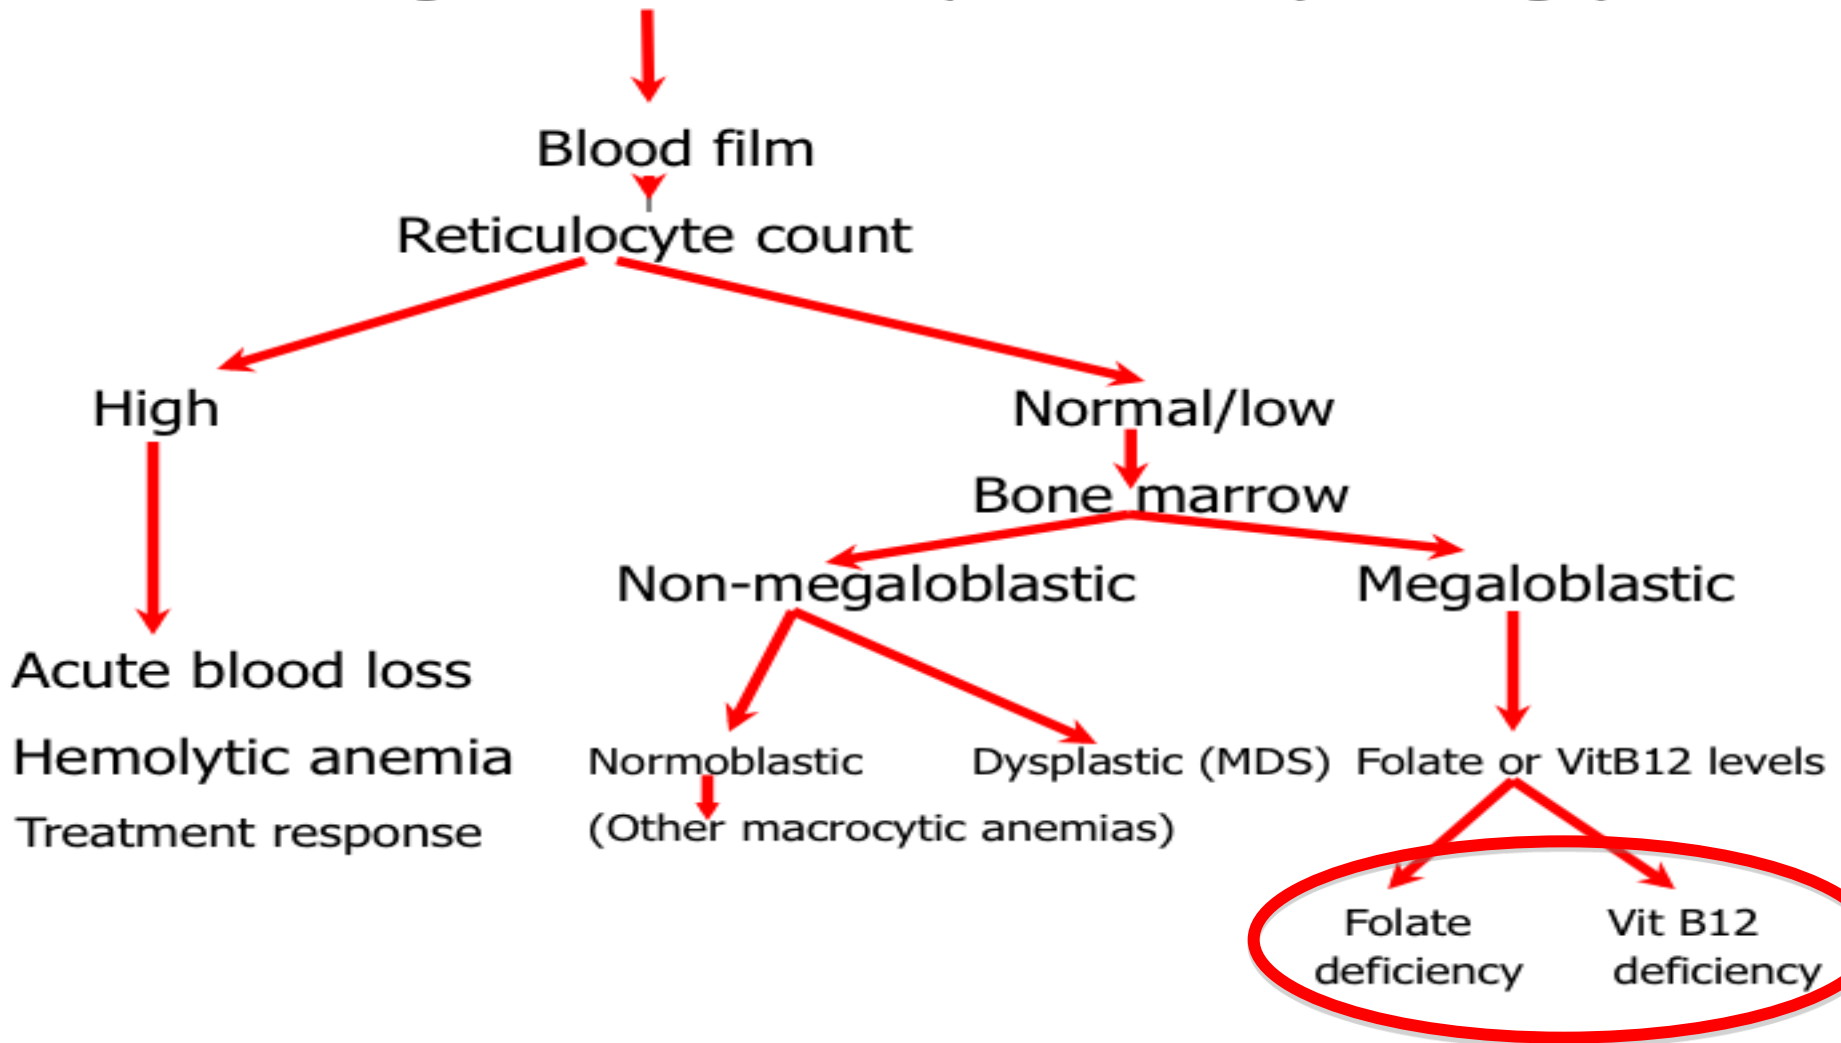 Blood film
Reticulocyte count
High
Normal/low
Bone marrow
Non-megaloblastic
Megaloblastic
Acute blood loss
Hemolytic anemia
Treatment response
Normoblastic
Dysplastic (MDS)
Folate or VitB12 levels
(Other macrocytic anemias)
Folate
deficiency
Vit B12
deficiency